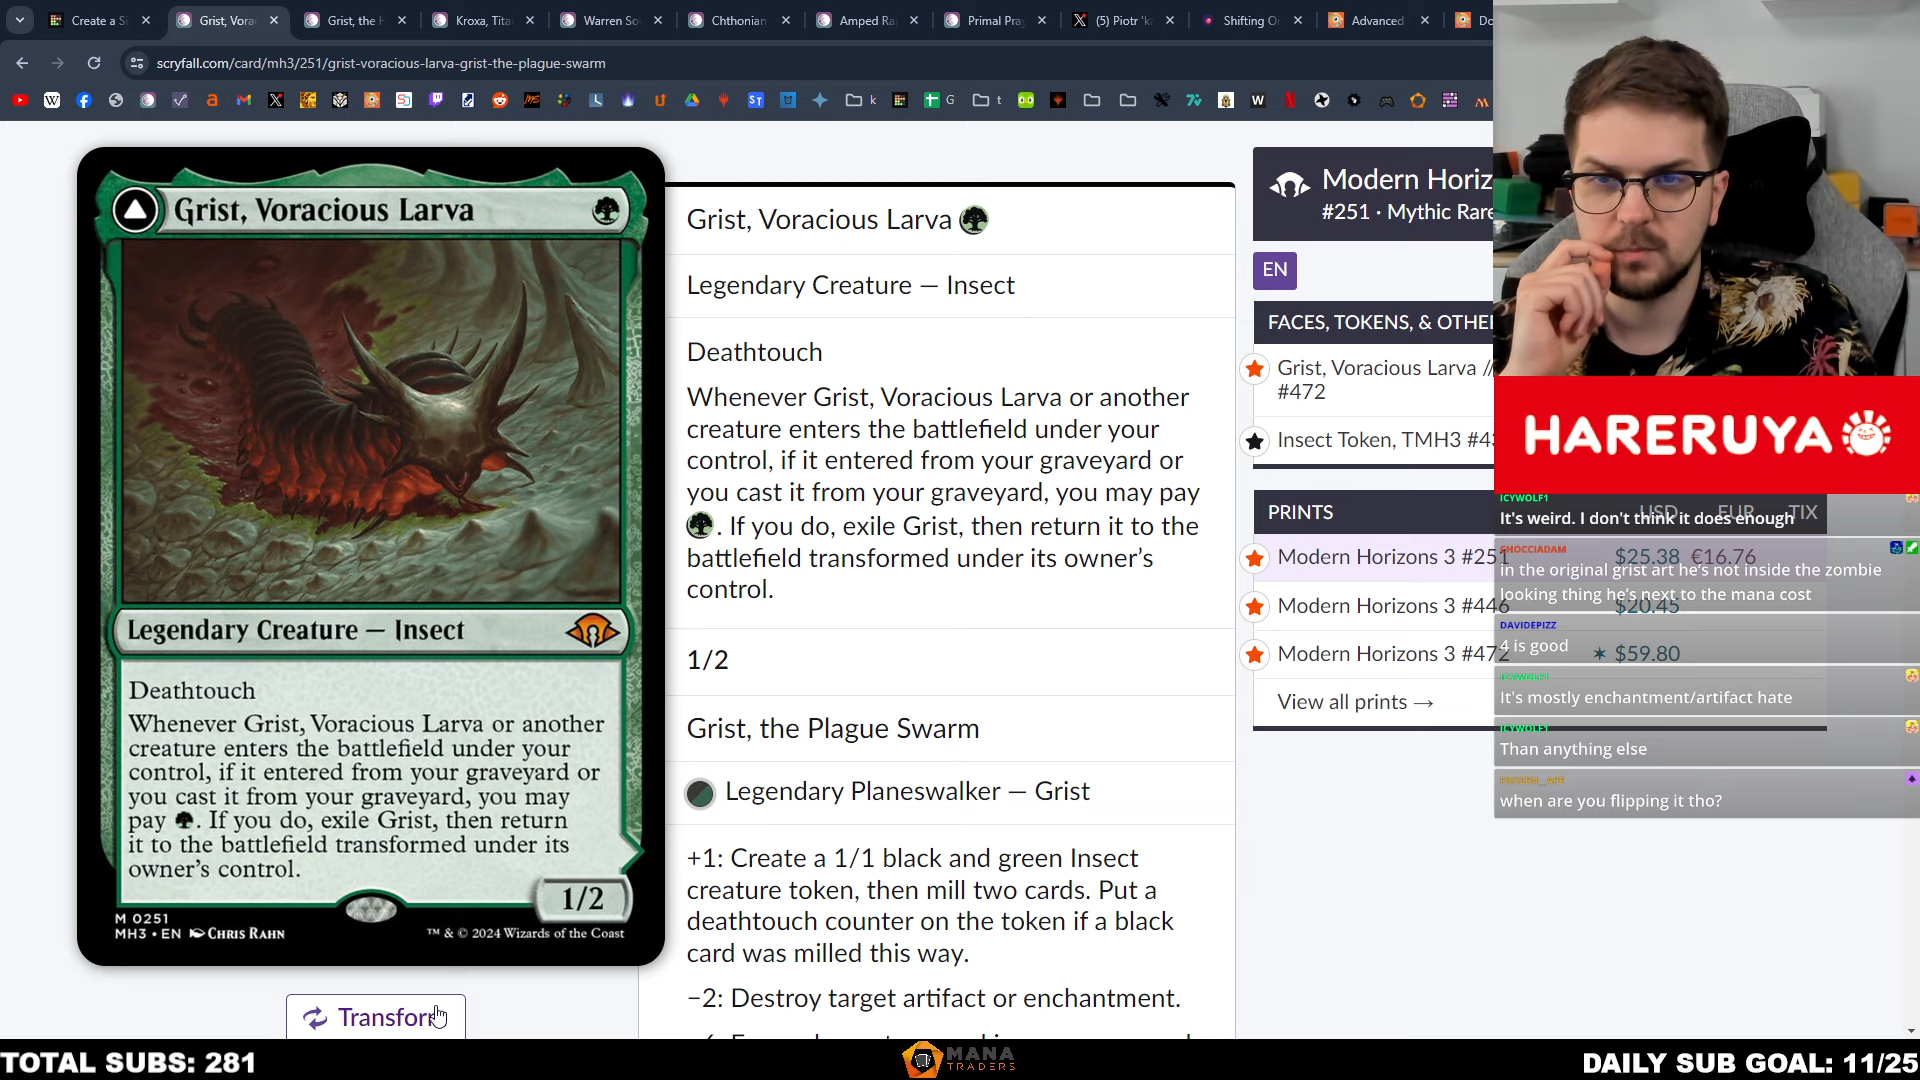 Create a Si
Grist, Vora
Grist, the H
Kroxa, Tita
Warren So
Chthonian
Amped Ra
Primal Pra
(5) Piotr 'k
Shifting O
Advanced
Do
scryfall.com/card/mh3/251/grist-voracious-larva-grist-the-plague-swarm
k
G
t
Grist, Voracious Larva
Legendary Creature — Insect
Deathtouch
Whenever Grist, Voracious Larva or another
creature enters the battlefield under your
control, if it entered from your graveyard or
you cast it from your graveyard, you may
pay . If you do, exile Grist, then return
it to the battlefield transformed under its
owner's control.
1/2
M 0251
MH3 • EN CHRIS RAHN
™ & © 2024 Wizards of the Coast
Transform
Grist, Voracious Larva
Legendary Creature — Insect
Deathtouch
Whenever Grist, Voracious Larva or another
creature enters the battlefield under your
control, if it entered from your graveyard or
you cast it from your graveyard, you may pay
. If you do, exile Grist, then return it to the
battlefield transformed under its owner's
control.
1/2
Grist, the Plague Swarm
Legendary Planeswalker — Grist
+1: Create a 1/1 black and green Insect
creature token, then mill two cards. Put a
deathtouch counter on the token if a black
card was milled this way.
−2: Destroy target artifact or enchantment.
Modern Horiz
#251 · Mythic Rare
EN
FACES, TOKENS, & OTHE
Grist, Voracious Larva //
#472
Insect Token, TMH3 #4
PRINTS USD EUR TIX
Modern Horizons 3 #251 $25.38 €16.76
Modern Horizons 3 #446 $20.45
Modern Horizons 3 #472 ✶ $59.80
View all prints →
HARERUYA
ICYWOLF1
It's weird. I don't think it does enough
CHOCCIADAM
in the original grist art he's not inside the zombie
looking thing he's next to the mana cost
DAVIDEPIZZ
4 is good
ICYWOLF1
It's mostly enchantment/artifact hate
ICYWOLF1
Than anything else
when are you flipping it tho?
TOTAL SUBS: 281
MANA
TRADERS
DAILY SUB GOAL: 11/25